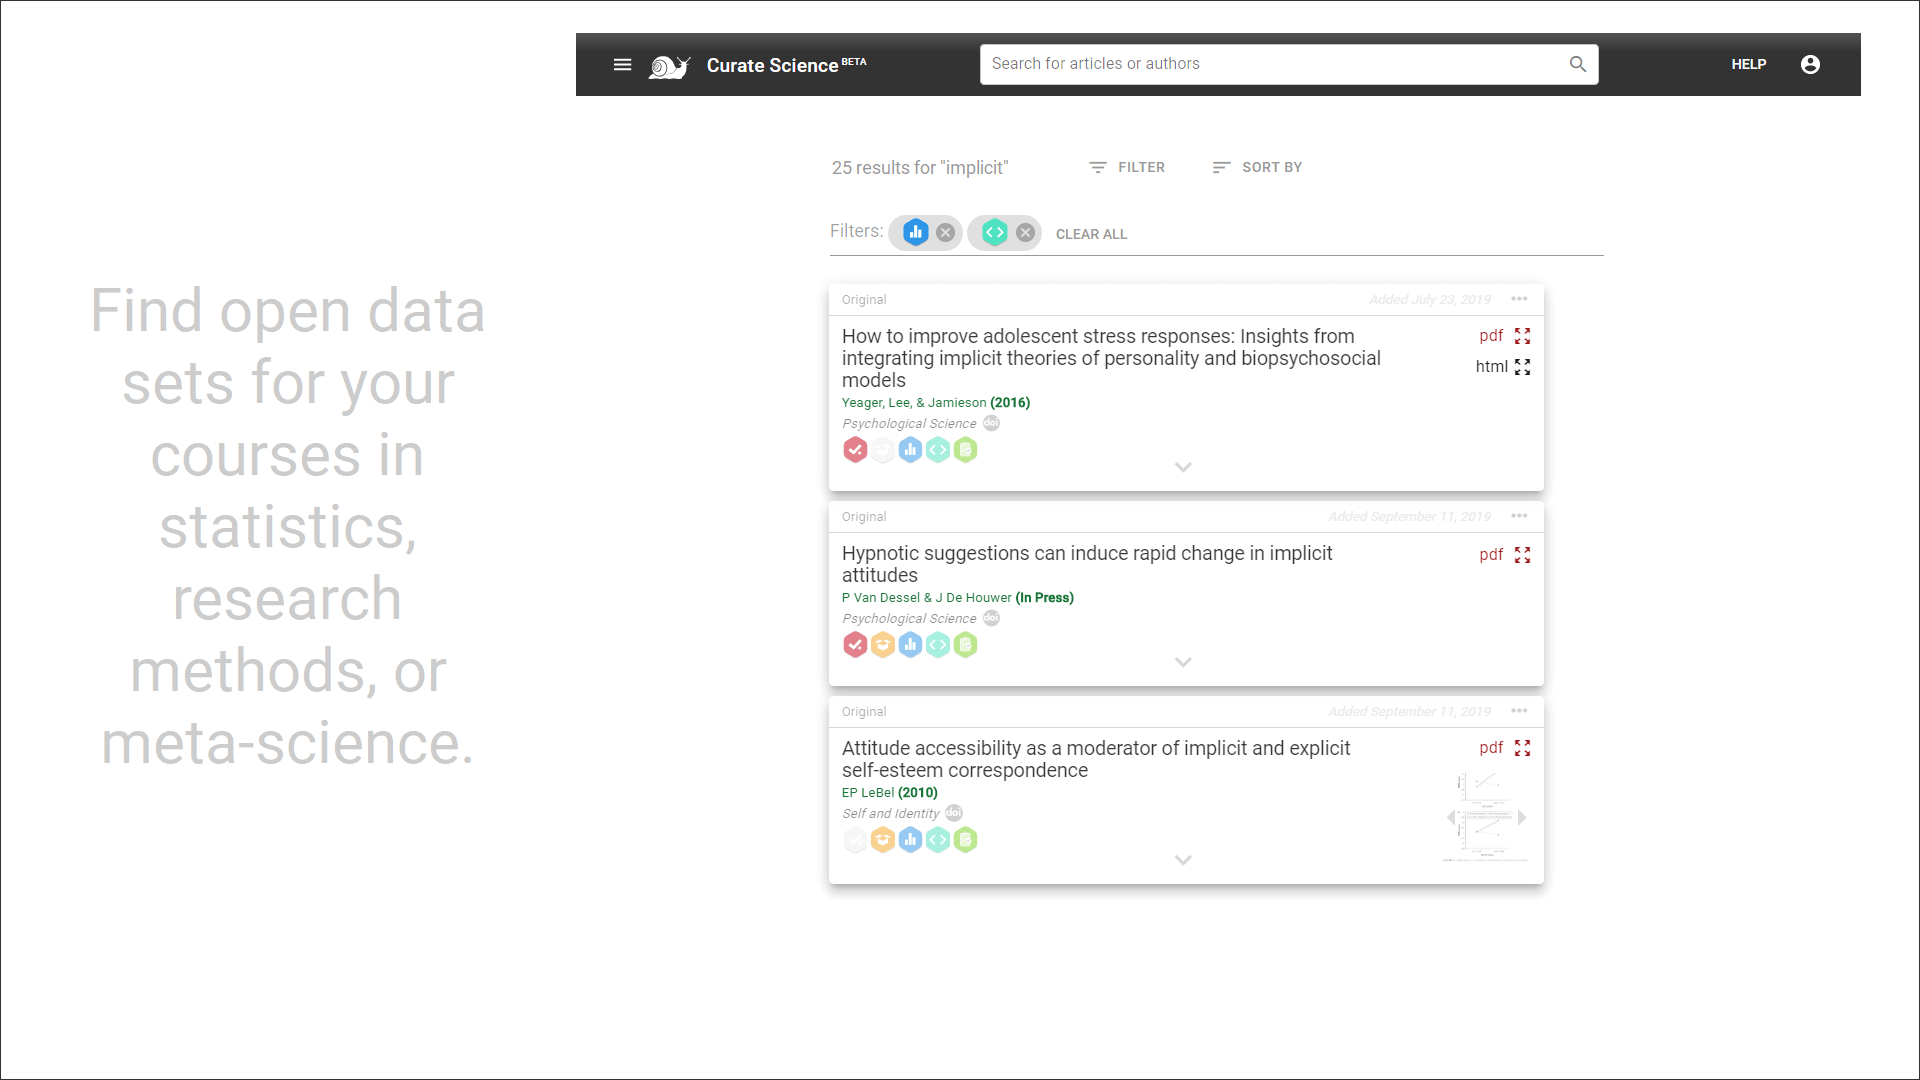 Find open data
sets for your
courses in
statistics,
research
methods, or
meta-science.
Curate Science BETA
Search for articles or authors
HELP
25 results for "implicit"
FILTER
SORT BY
Filters:
CLEAR ALL
Original
Added July 23, 2019
How to improve adolescent stress responses: Insights from
integrating implicit theories of personality and biopsychosocial
models
pdf
html
Yeager, Lee, & Jamieson (2016)
Psychological Science doi
Original
Added September 11, 2019
Hypnotic suggestions can induce rapid change in implicit
attitudes
pdf
P Van Dessel & J De Houwer (In Press)
Psychological Science doi
Original
Added September 11, 2019
Attitude accessibility as a moderator of implicit and explicit
self-esteem correspondence
pdf
EP LeBel (2010)
Self and Identity doi